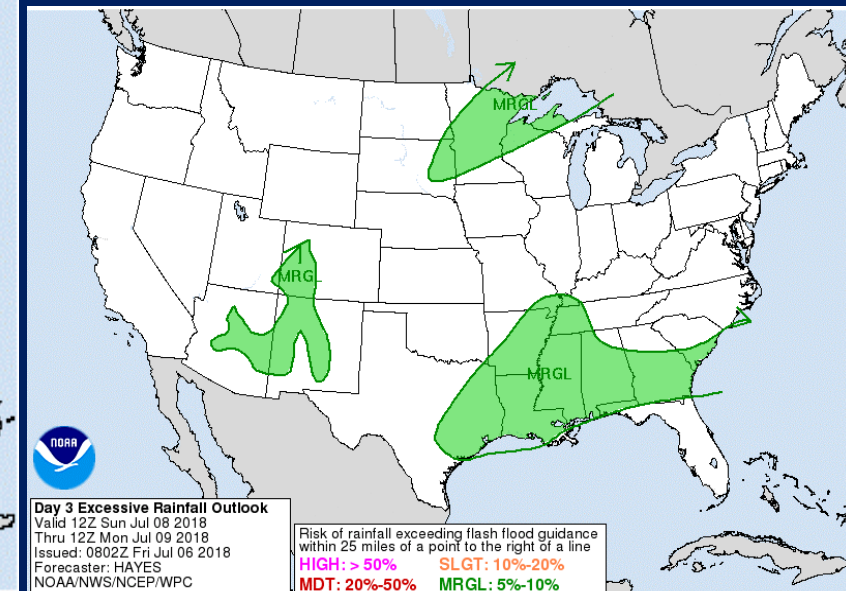 MRGL
MRGL
MRGL
NOAA
Day 3 Excessive Rainfall Outlook
Valid 12Z Sun Jul 08 2018
Thru 12Z Mon Jul 09 2018
Issued: 0802Z Fri Jul 06 2018
Forecaster: HAYES
NOAA/NWS/NCEP/WPC
Risk of rainfall exceeding flash flood guidance
within 25 miles of a point to the right of a line
HIGH: > 50% SLGT: 10%-20%
MDT: 20%-50% MRGL: 5%-10%